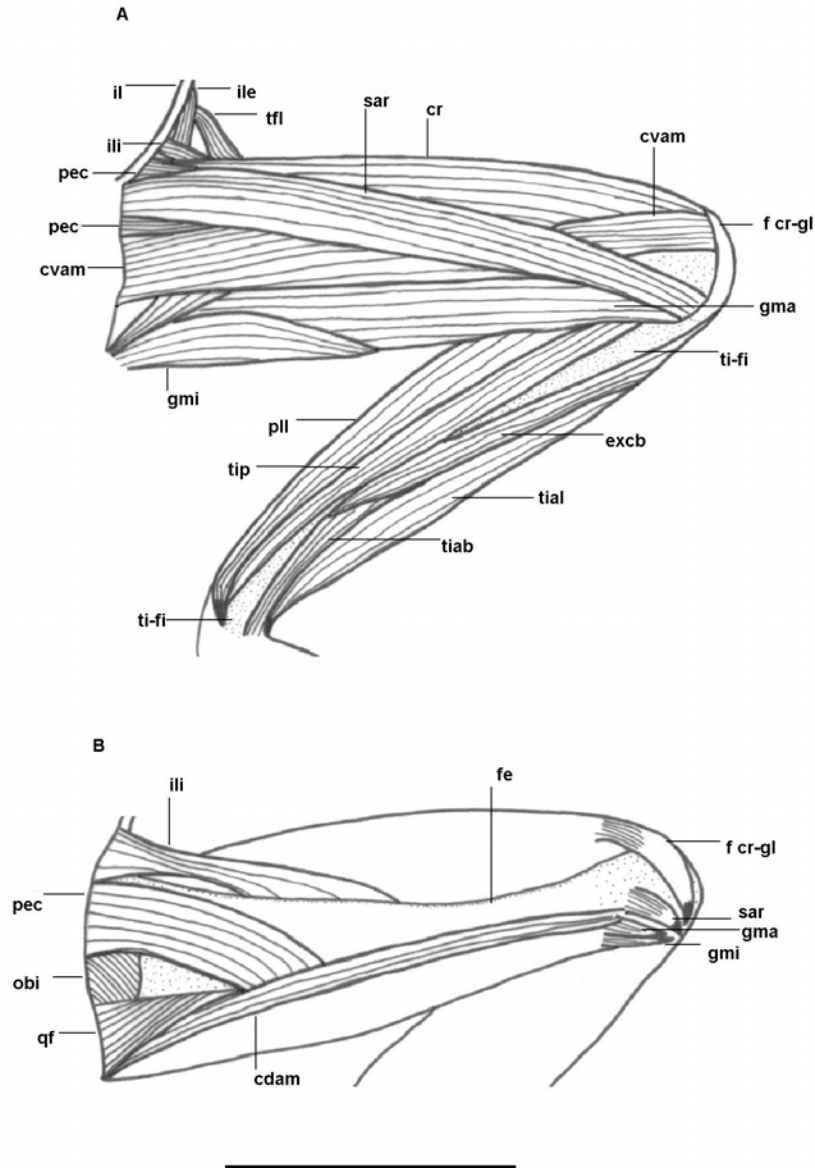 A
il
ile
tfl
sar
cr
cvam
ili
pec
f cr-gl
pec
cvam
gma
ti-fi
gmi
pll
excb
tip
tial
tiab
ti-fi
B
ili
fe
f cr-gl
pec
sar
gma
gmi
obi
qf
cdam